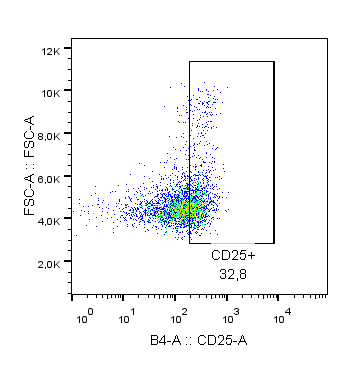 12K
10K
8,0K
6,0K
4,0K
2,0K
FSC-A :: FSC-A
CD25+
32,8
10^0 10^1 10^2 10^3 10^4
B4-A :: CD25-A